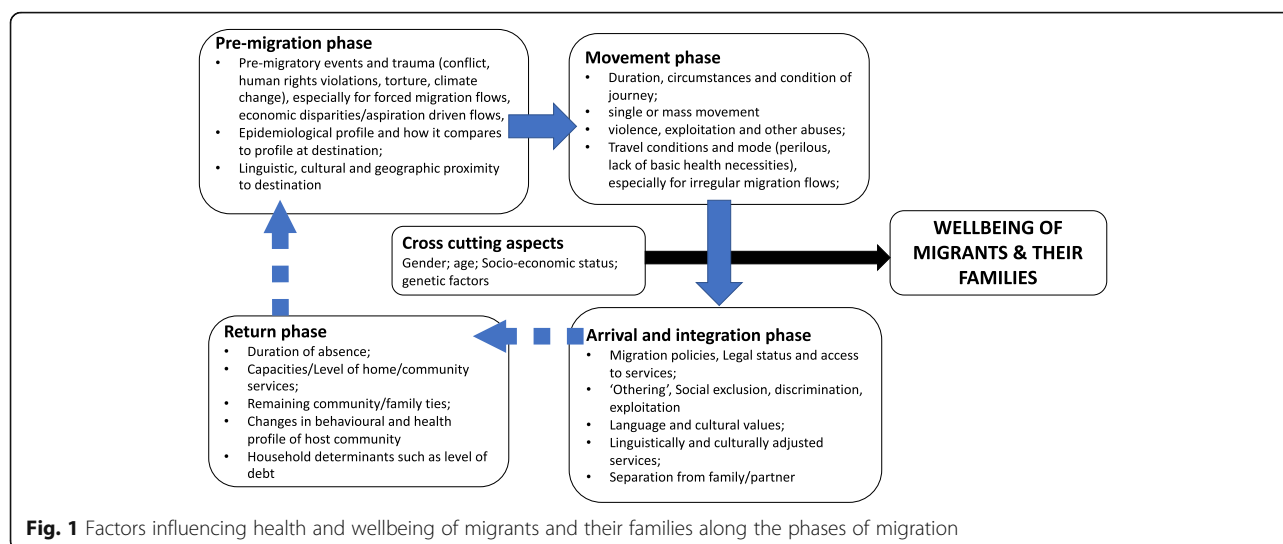 Pre-migration phase
• Pre-migratory events and trauma (conflict,
human rights violations, torture, climate
change), especially for forced migration flows,
economic disparities/aspiration driven flows,
• Epidemiological profile and how it compares
to profile at destination;
• Linguistic, cultural and geographic proximity
to destination
Movement phase
• Duration, circumstances and condition of
journey;
• single or mass movement
• violence, exploitation and other abuses;
• Travel conditions and mode (perilous,
lack of basic health necessities),
especially for irregular migration flows;
Cross cutting aspects
Gender; age; Socio-economic status;
genetic factors
WELLBEING OF
MIGRANTS & THEIR
FAMILIES
Return phase
• Duration of absence;
• Capacities/Level of home/community
services;
• Remaining community/family ties;
• Changes in behavioural and health
profile of host community
• Household determinants such as level of
debt
Arrival and integration phase
• Migration policies, Legal status and access
to services;
• ‘Othering’, Social exclusion, discrimination,
exploitation
• Language and cultural values;
• Linguistically and culturally adjusted
services;
• Separation from family/partner
Fig. 1 Factors influencing health and wellbeing of migrants and their families along the phases of migration